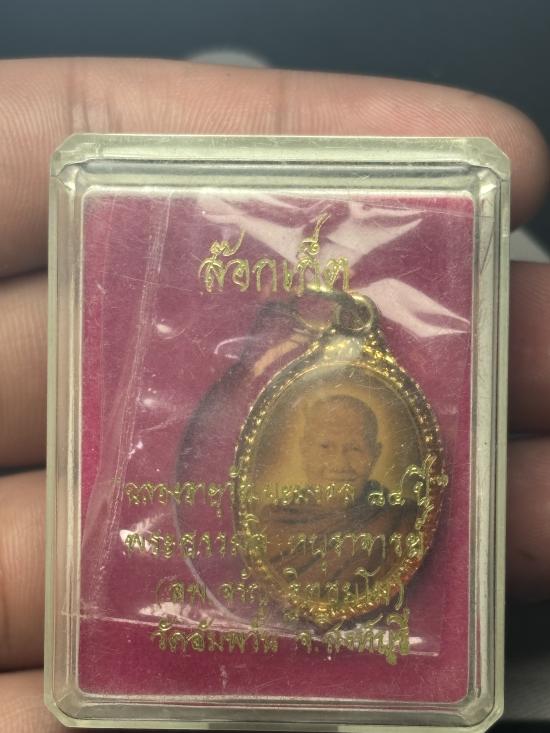 ล๊อกเก็ต
"ฉลองอายุวัฒนะมงคล ๘๔ ปี"
พระธรรมสิงหบุราจารย์
(ลพ.จรัญ ฐิตธมฺโม)
วัดอัมพวัน จ.สิงห์บุรี